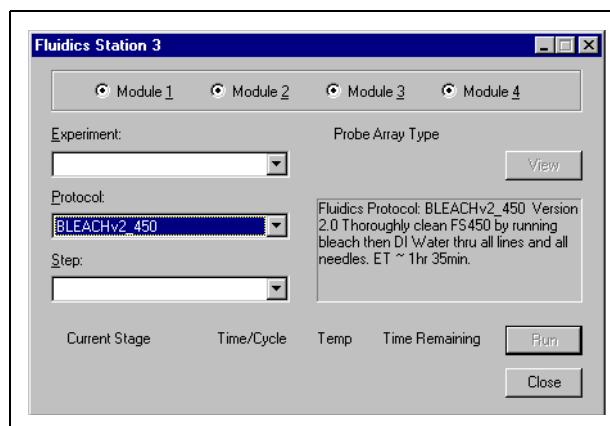 Fluidics Station 3
Module 1 Module 2 Module 3 Module 4
Experiment: Probe Array Type
View
Protocol:
BLEACHv2_450
Fluidics Protocol: BLEACHv2_450 Version
2.0 Thoroughly clean FS450 by running
bleach then DI Water thru all lines and all
needles. ET ~ 1hr 35min.
Step:
Current Stage Time/Cycle Temp Time Remaining Run
Close